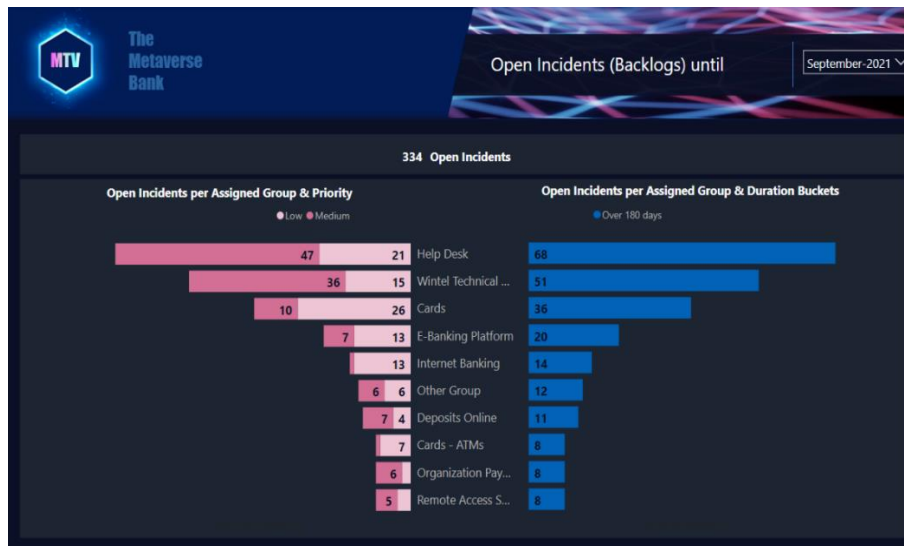 MTV
The
Metaverse
Bank
Open Incidents (Backlogs) until
September-2021
334 Open Incidents
Open Incidents per Assigned Group & Priority
Low Medium
Open Incidents per Assigned Group & Duration Buckets
Over 180 days
47 21 Help Desk 68
36 15 Wintel Technical ... 51
10 26 Cards 36
7 13 E-Banking Platform 20
13 Internet Banking 14
6 6 Other Group 12
7 4 Deposits Online 11
7 Cards - ATMs 8
6 Organization Pay... 8
5 Remote Access S... 8